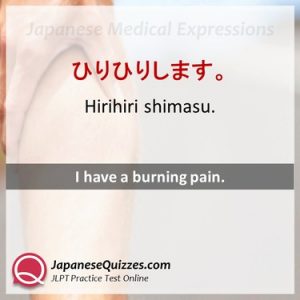 Japanese Medical Expressions
ひりひりします。
Hirihiri shimasu.
I have a burning pain.
JapaneseQuizzes.com
JLPT Practice Test Online